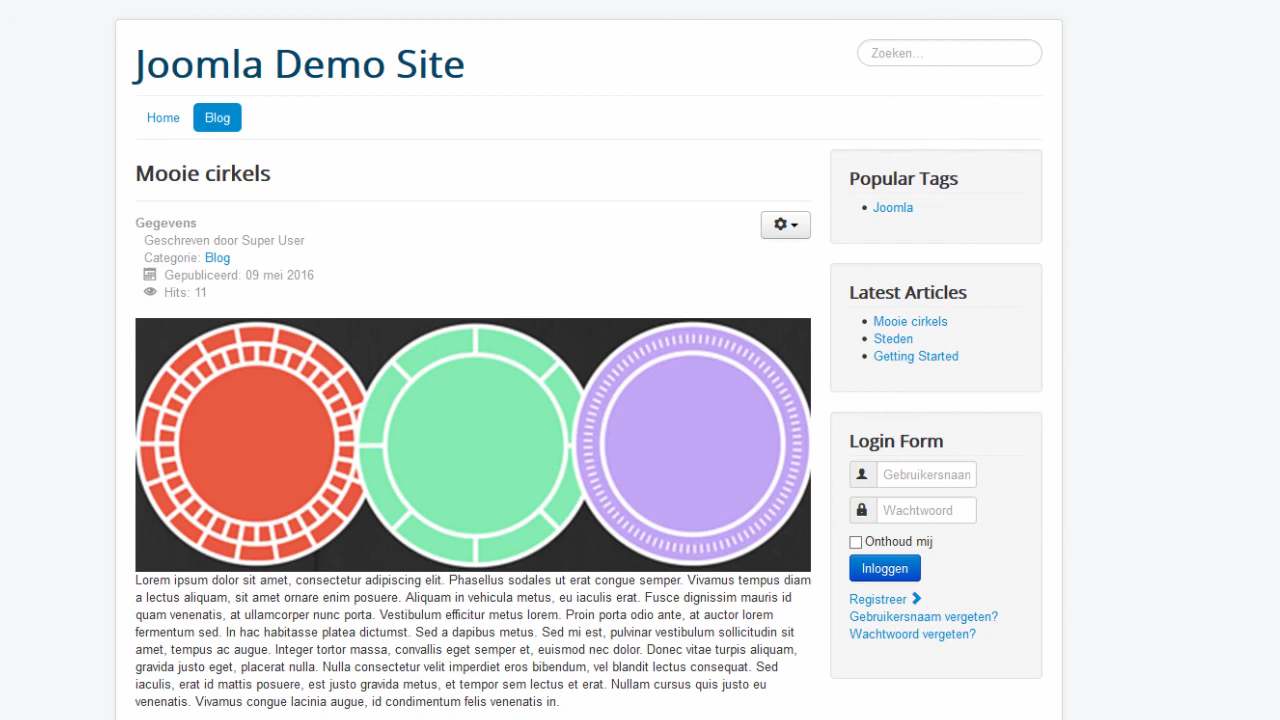 Joomla Demo Site
Zoeken...
Home
Blog
Mooie cirkels
Gegevens
Geschreven door Super User
Categorie: Blog
Gepubliceerd: 09 mei 2016
Hits: 11
Lorem ipsum dolor sit amet, consectetur adipiscing elit. Phasellus sodales ut erat congue semper. Vivamus tempus diam
a lectus aliquam, sit amet ornare enim posuere. Aliquam in vehicula metus, eu iaculis erat. Fusce dignissim mauris id
quam venenatis, at ullamcorper nunc porta. Vestibulum efficitur metus lorem. Proin porta odio ante, at auctor lorem
fermentum sed. In hac habitasse platea dictumst. Sed a dapibus metus. Sed mi est, pulvinar vestibulum sollicitudin sit
amet, tempus ac augue. Integer tortor massa, convallis eget semper et, euismod nec dolor. Donec vitae turpis aliquam,
gravida justo eget, placerat nulla. Nulla consectetur velit imperdiet eros bibendum, vel blandit lectus consequat. Sed
iaculis, erat id mattis posuere, est justo gravida metus, et tempor sem lectus et erat. Nullam cursus quis justo eu
venenatis. Vivamus congue lacinia augue, id condimentum felis venenatis in.
Popular Tags
Joomla
Latest Articles
Mooie cirkels
Steden
Getting Started
Login Form
Gebruikersnaam
Wachtwoord
Onthoud mij
Inloggen
Registreer
Gebruikersnaam vergeten?
Wachtwoord vergeten?